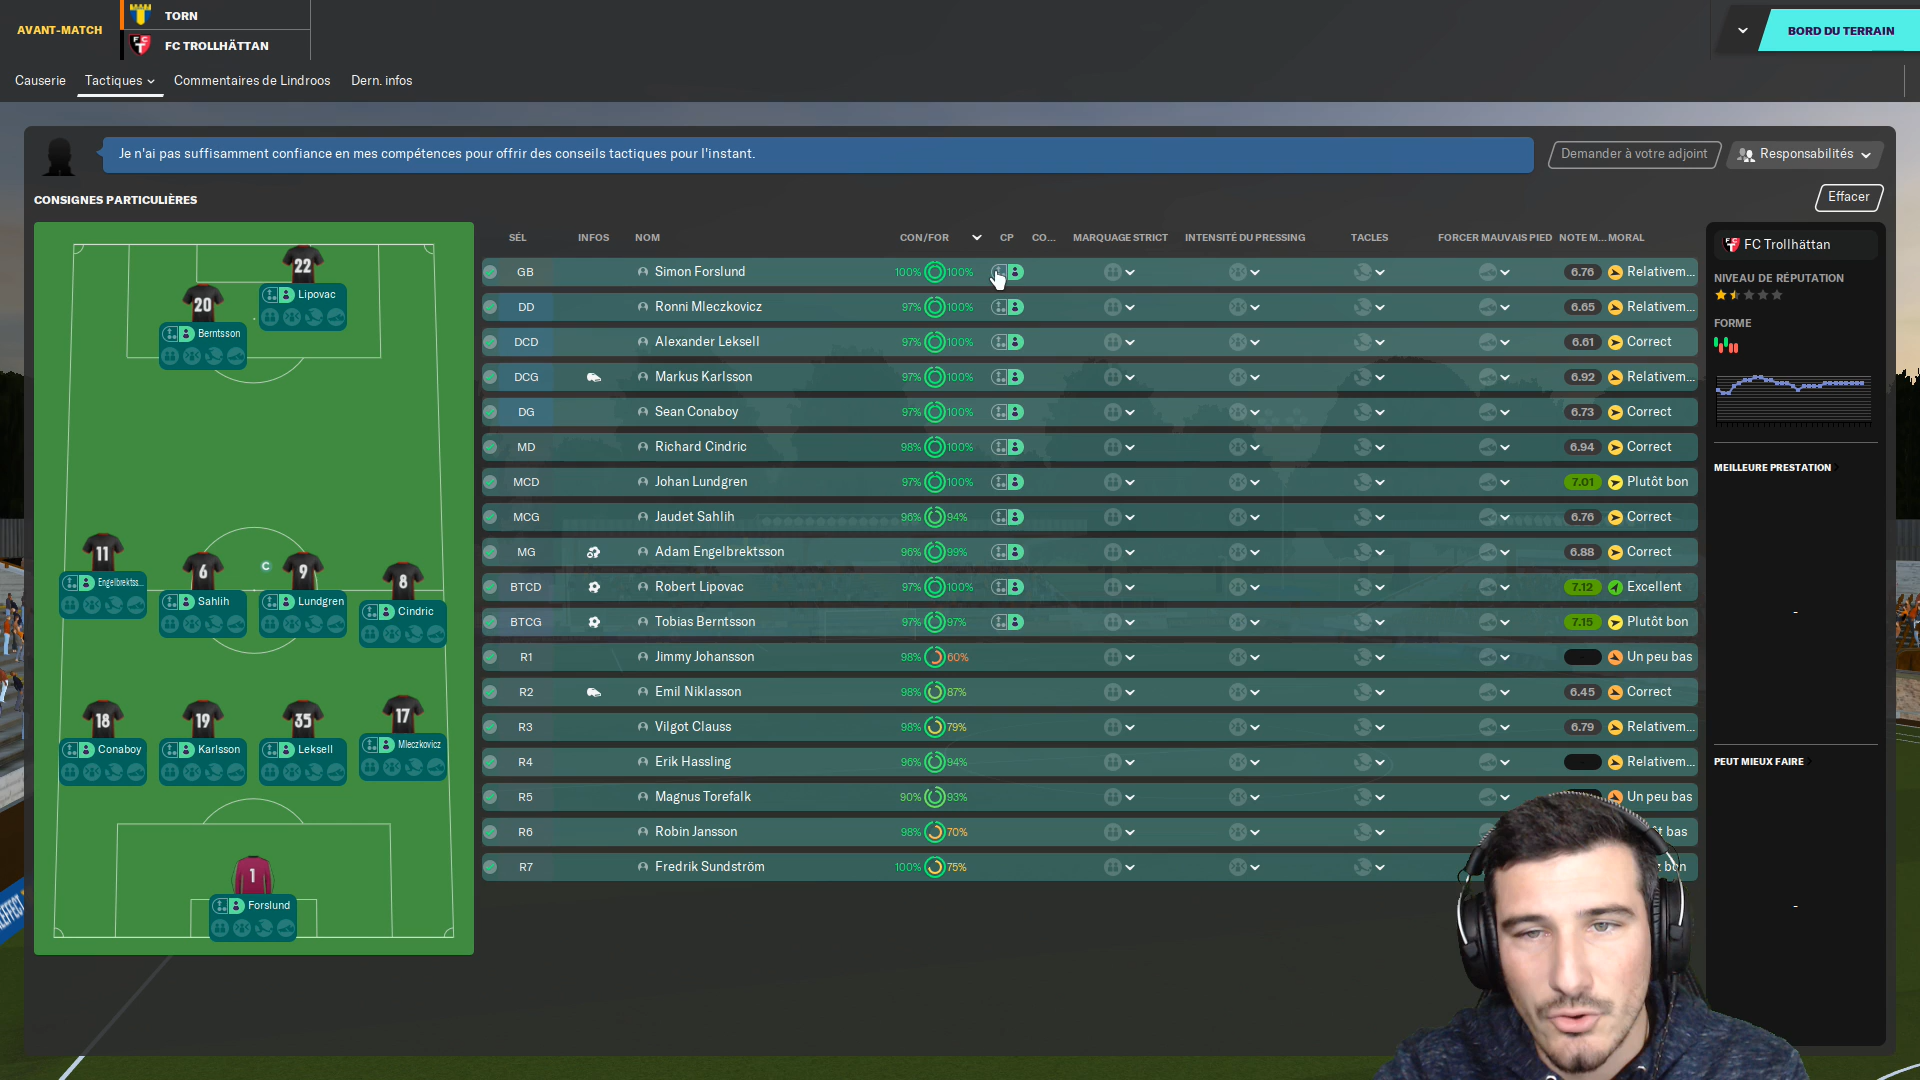 AVANT-MATCH
TORN
FC TROLLHÄTTAN
BORD DU TERRAIN
Causerie
Tactiques
Commentaires de Lindroos
Dern. infos
Je n'ai pas suffisamment confiance en mes compétences pour offrir des conseils tactiques pour l'instant.
Demander à votre adjoint
Responsabilités
CONSIGNES PARTICULIÈRES
Effacer
22
Lipovac
20
Berntsson
11
Engelbrektss...
6
Sahlih
C
9
Lundgren
8
Cindric
18
Conaboy
19
Karlsson
35
Leksell
17
Mleczkovicz
1
Forslund
SÉL INFOS NOM CON/FOR CP CO... MARQUAGE STRICT INTENSITÉ DU PRESSING TACLES FORCER MAUVAIS PIED NOTE M... MORAL
GB Simon Forslund 100% 100% 6.76 Relativem...
DD Ronni Mleczkovicz 97% 100% 6.65 Relativem...
DCD Alexander Leksell 97% 100% 6.61 Correct
DCG Markus Karlsson 97% 100% 6.92 Relativem...
DG Sean Conaboy 97% 100% 6.73 Correct
MD Richard Cindric 98% 100% 6.94 Correct
MCD Johan Lundgren 97% 100% 7.01 Plutôt bon
MCG Jaudet Sahlih 96% 94% 6.76 Correct
MG Adam Engelbrektsson 96% 99% 6.88 Correct
BTCD Robert Lipovac 97% 100% 7.12 Excellent
BTCG Tobias Berntsson 97% 97% 7.15 Plutôt bon
R1 Jimmy Johansson 98% 60% Un peu bas
R2 Emil Niklasson 98% 87% 6.45 Correct
R3 Vilgot Clauss 98% 79% 6.79 Relativem...
R4 Erik Hassling 96% 94% Relativem...
R5 Magnus Torefalk 90% 93% Un peu bas
R6 Robin Jansson 98% 70% bas
R7 Fredrik Sundström 100% 75% bon
FC Trollhättan
NIVEAU DE RÉPUTATION
FORME
MEILLEURE PRESTATION
-
PEUT MIEUX FAIRE
-